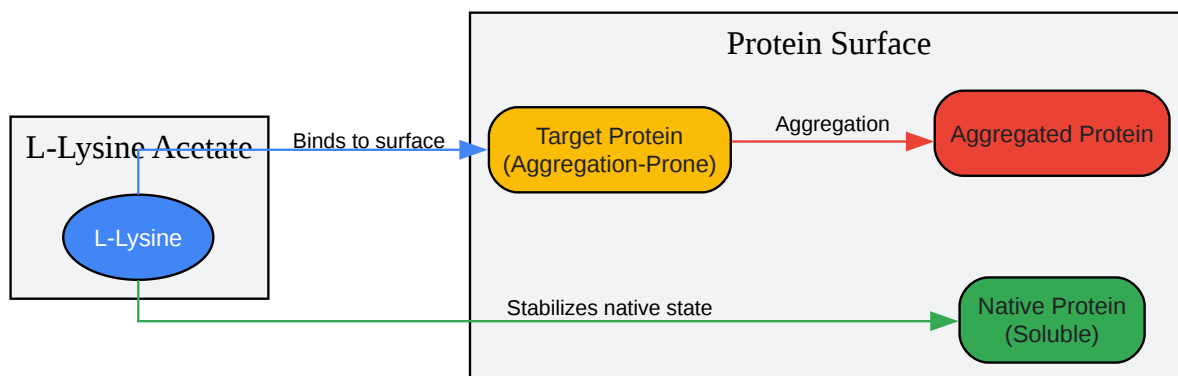 Protein Surface
L-Lysine Acetate
Binds to surface
Target Protein
(Aggregation-Prone)
Aggregation
Aggregated Protein
L-Lysine
Stabilizes native state
Native Protein
(Soluble)